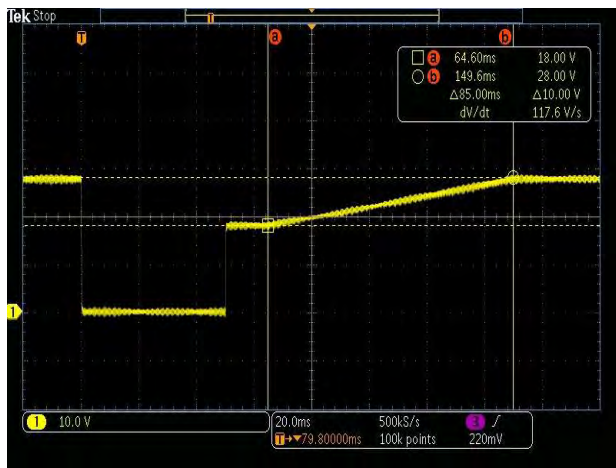 Tek Stop
T
T
a
b
a 64.60ms 18.00 V
b 149.6ms 28.00 V
Δ85.00ms Δ10.00 V
dV/dt 117.6 V/s
1
1 10.0 V
20.0ms 500kS/s 3
T→▼79.80000ms 100k points 220mV